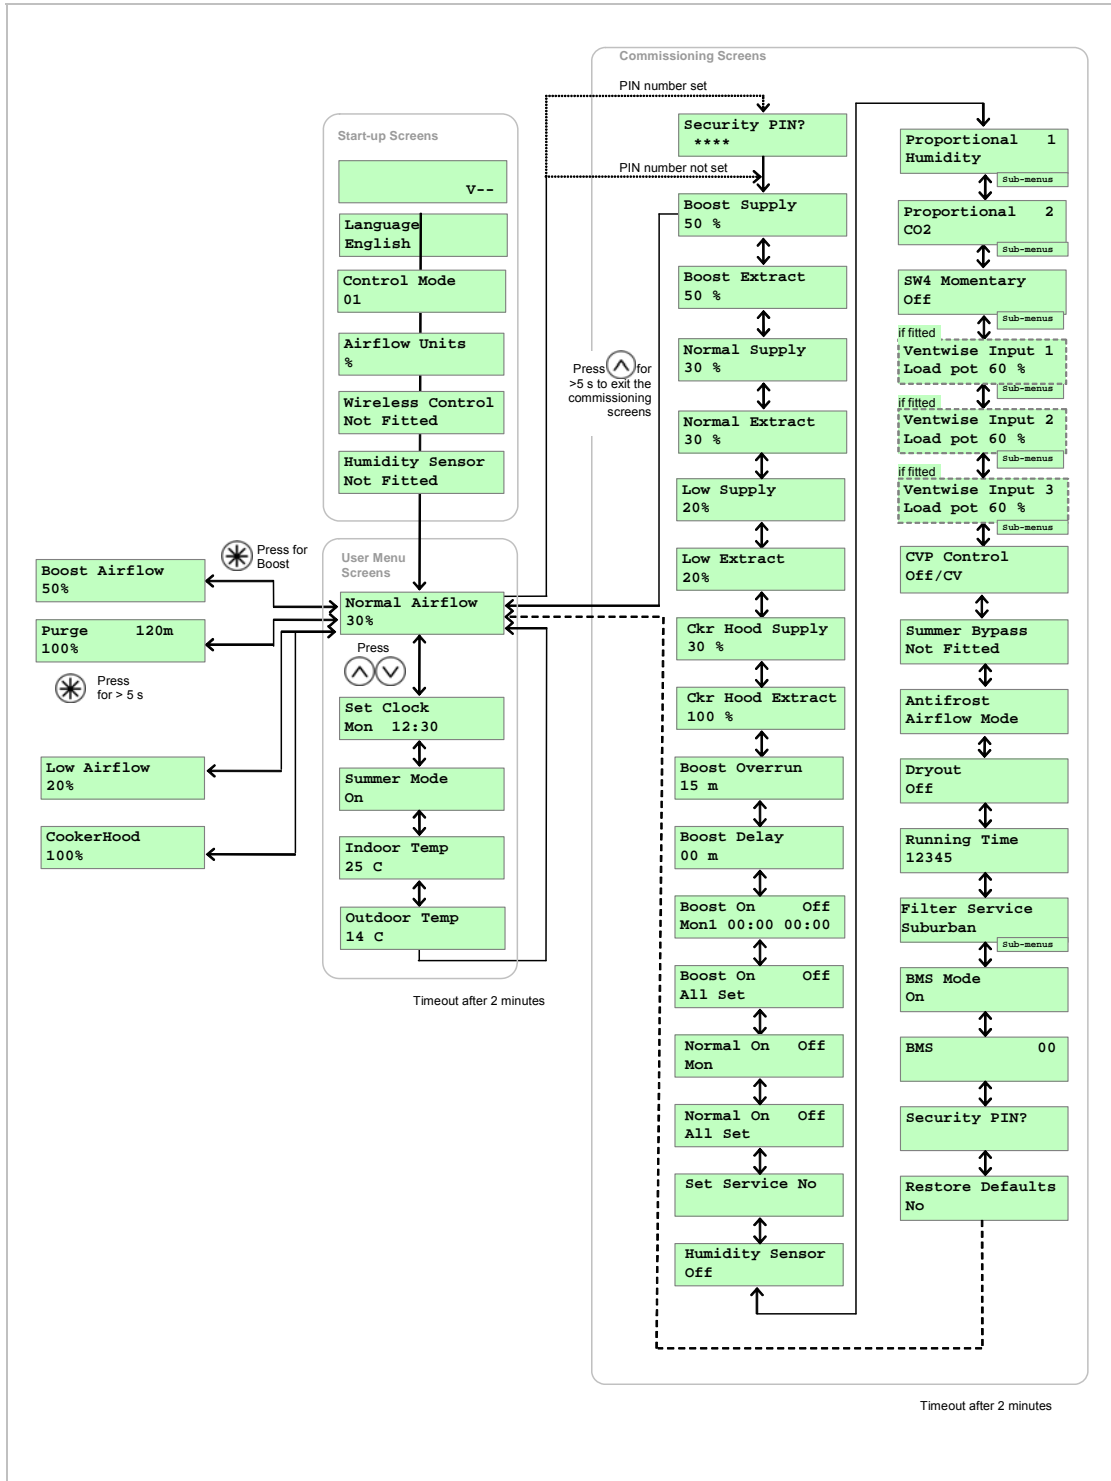 Commissioning Screens
PIN number set
Security PIN?
****
PIN number not set
Start-up Screens
V--
Language
English
Control Mode
01
Airflow Units
%
Wireless Control
Not Fitted
Humidity Sensor
Not Fitted
User Menu
Screens
Normal Airflow
30%
Press
Set Clock
Mon 12:30
Summer Mode
On
Indoor Temp
25 C
Outdoor Temp
14 C
Timeout after 2 minutes
Press for
Boost
Boost Airflow
50%
Purge 120m
100%
Press
for > 5 s
Low Airflow
20%
CookerHood
100%
Press for
>5 s to exit the
commissioning
screens
Boost Supply
50 %
Boost Extract
50 %
Normal Supply
30 %
Normal Extract
30 %
Low Supply
20%
Low Extract
20%
Ckr Hood Supply
30 %
Ckr Hood Extract
100 %
Boost Overrun
15 m
Boost Delay
00 m
Boost On Off
Mon1 00:00 00:00
Boost On Off
All Set
Normal On Off
Mon
Normal On Off
All Set
Set Service No
Humidity Sensor
Off
Proportional 1
Humidity
Sub-menus
Proportional 2
CO2
Sub-menus
SW4 Momentary
Off
Sub-menus
if fitted
Ventwise Input 1
Load pot 60 %
Sub-menus
if fitted
Ventwise Input 2
Load pot 60 %
Sub-menus
if fitted
Ventwise Input 3
Load pot 60 %
Sub-menus
CVP Control
Off/CV
Summer Bypass
Not Fitted
Antifrost
Airflow Mode
Dryout
Off
Running Time
12345
Filter Service
Suburban
Sub-menus
BMS Mode
On
BMS 00
Security PIN?
Restore Defaults
No
Timeout after 2 minutes